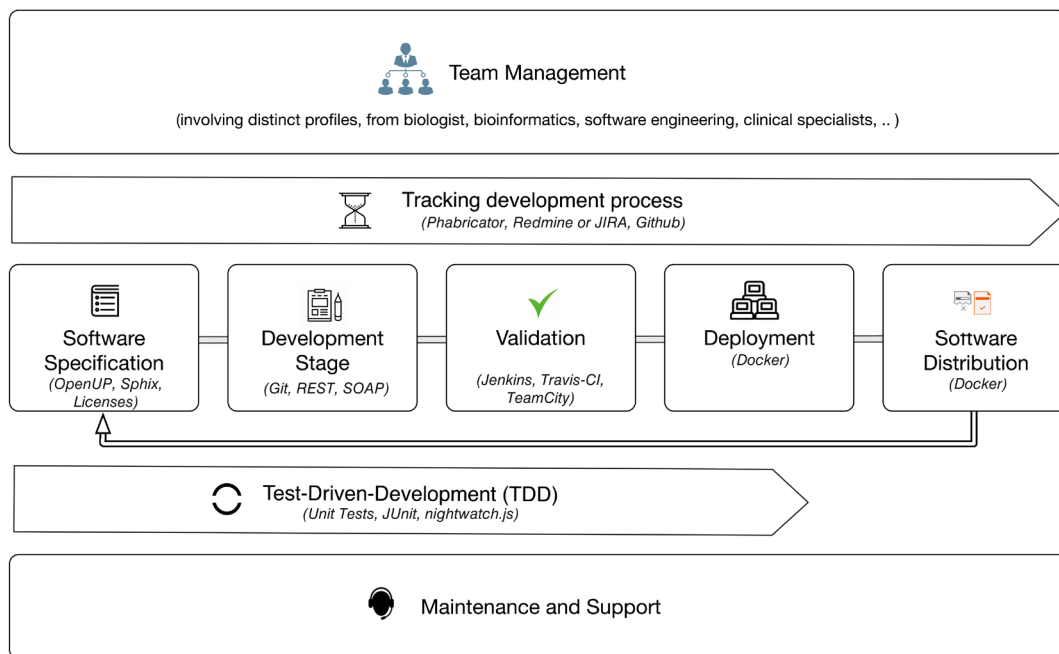 Team Management
(involving distinct profiles, from biologist, bioinformatics, software engineering, clinical specialists, .. )
Tracking development process
(Phabricator, Redmine or JIRA, Github)
Software
Specification
(OpenUP, Sphix,
Licenses)
Development
Stage
(Git, REST, SOAP)
Validation
(Jenkins, Travis-CI,
TeamCity)
Deployment
(Docker)
Software
Distribution
(Docker)
Test-Driven-Development (TDD)
(Unit Tests, JUnit, nightwatch.js)
Maintenance and Support